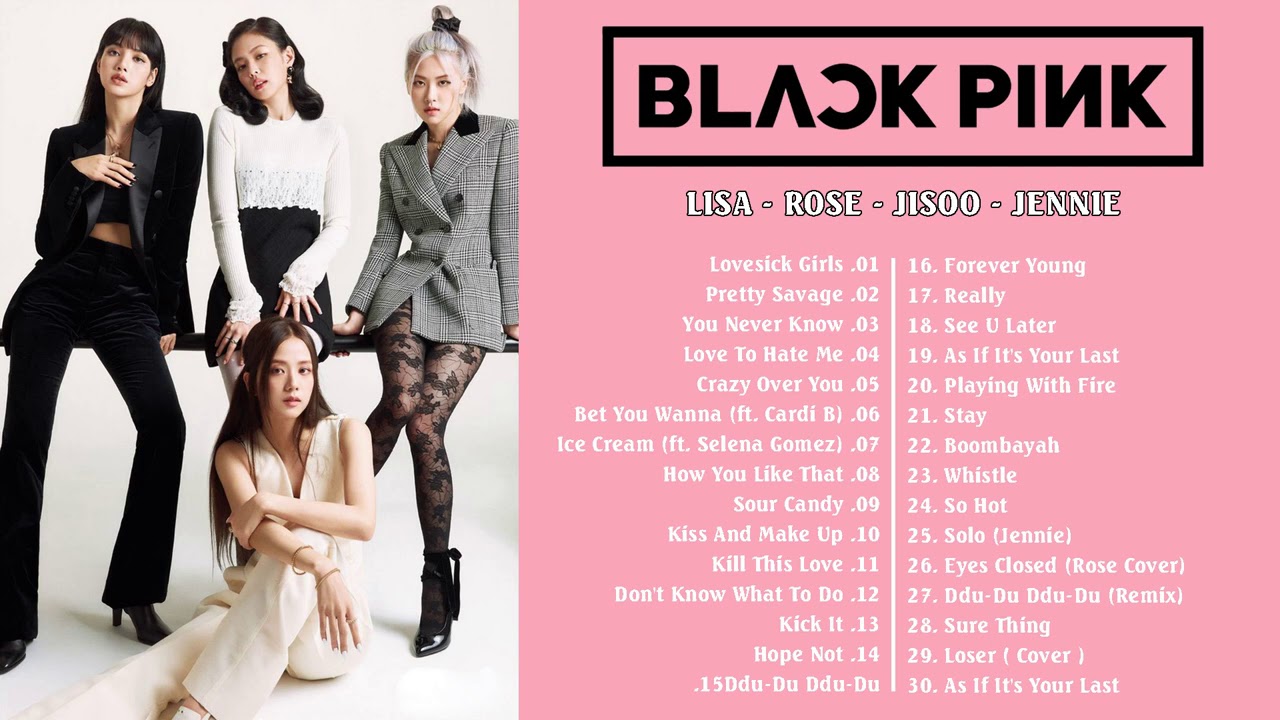 BLACKPINK
LISA - ROSE - JISOO - JENNIE
Lovesick Girls .01
Pretty Savage .02
You Never Know .03
Love To Hate Me .04
Crazy Over You .05
Bet You Wanna (ft. Cardi B) .06
Ice Cream (ft. Selena Gomez) .07
How You Like That .08
Sour Candy .09
Kiss And Make Up .10
Kill This Love .11
Don't Know What To Do .12
Kick It .13
Hope Not .14
.15Ddu-Du Ddu-Du
16. Forever Young
17. Really
18. See U Later
19. As If It's Your Last
20. Playing With Fire
21. Stay
22. Boombayah
23. Whistle
24. So Hot
25. Solo (Jennie)
26. Eyes Closed (Rose Cover)
27. Ddu-Du Ddu-Du (Remix)
28. Sure Thing
29. Loser ( Cover )
30. As If It's Your Last